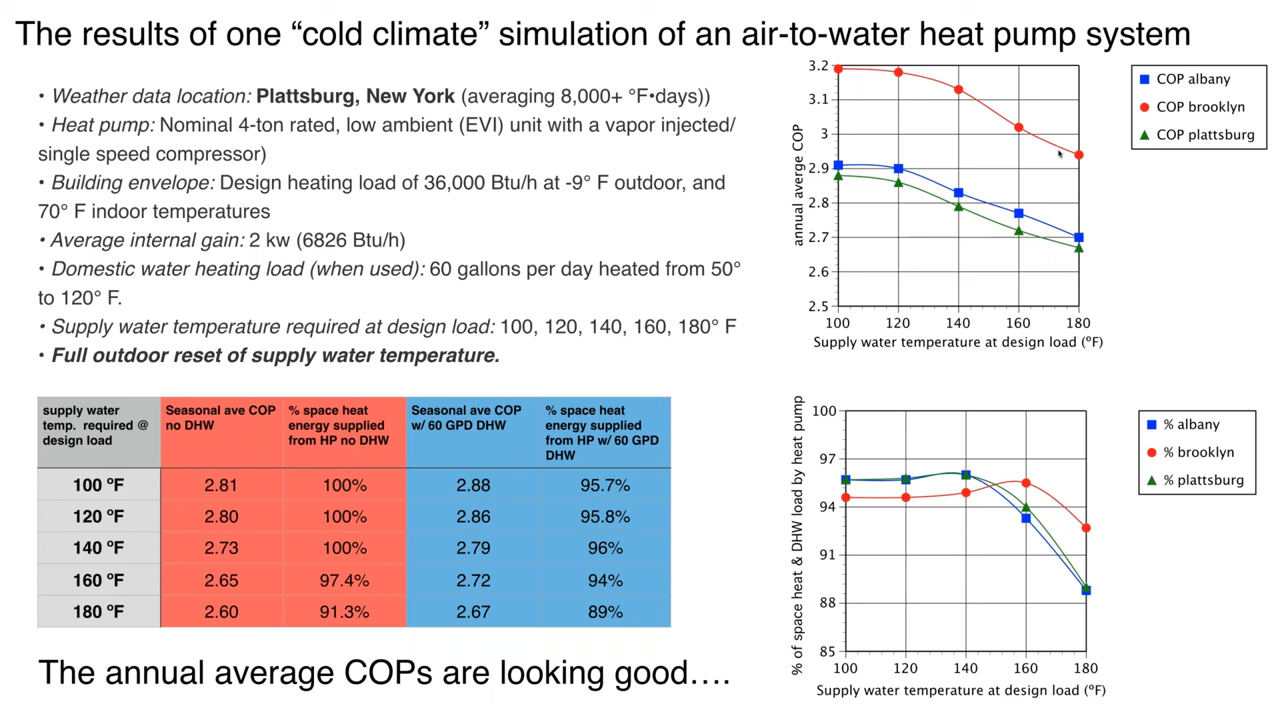 The results of one “cold climate” simulation of an air-to-water heat pump system
• Weather data location: Plattsburg, New York (averaging 8,000+ °F•days))
• Heat pump: Nominal 4-ton rated, low ambient (EVI) unit with a vapor injected/
single speed compressor)
• Building envelope: Design heating load of 36,000 Btu/h at -9° F outdoor, and
70° F indoor temperatures
• Average internal gain: 2 kw (6826 Btu/h)
• Domestic water heating load (when used): 60 gallons per day heated from 50°
to 120° F.
• Supply water temperature required at design load: 100, 120, 140, 160, 180° F
• Full outdoor reset of supply water temperature.
supply water
temp. required @
design load
Seasonal ave COP
no DHW
% space heat
energy supplied
from HP no DHW
Seasonal ave COP
w/ 60 GPD DHW
% space heat
energy supplied
from HP w/ 60 GPD
DHW
100 ºF 2.81 100% 2.88 95.7%
120 ºF 2.80 100% 2.86 95.8%
140 ºF 2.73 100% 2.79 96%
160 ºF 2.65 97.4% 2.72 94%
180 ºF 2.60 91.3% 2.67 89%
The annual average COPs are looking good….
annual averge COP
3.2
3.1
3
2.9
2.8
2.7
2.6
2.5
100 120 140 160 180
Supply water temperature at design load (ºF)
COP albany
COP brooklyn
COP plattsburg
% of space heat & DHW load by heat pump
100
97
94
91
88
85
100 120 140 160 180
Supply water temperature at design load (ºF)
% albany
% brooklyn
% plattsburg